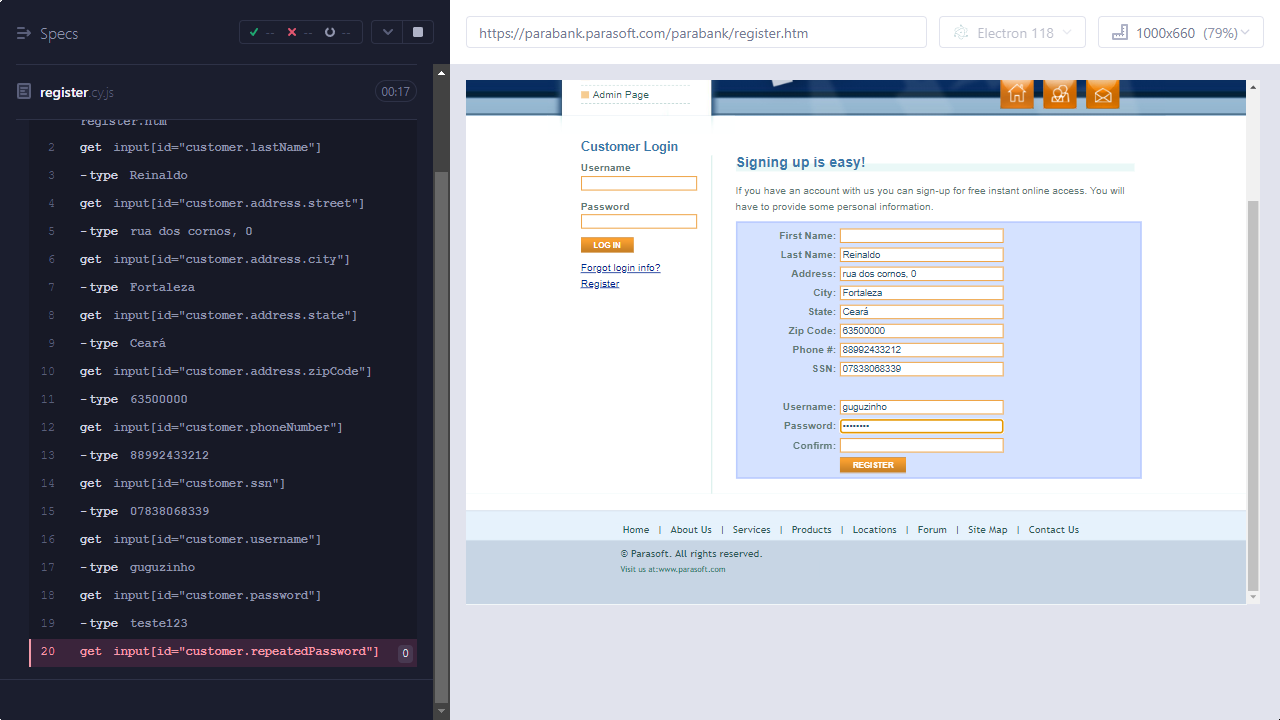 Specs
-- -- --
register.cy.js 00:17
register.htm
2 get input[id="customer.lastName"]
3 -type Reinaldo
4 get input[id="customer.address.street"]
5 -type rua dos cornos, 0
6 get input[id="customer.address.city"]
7 -type Fortaleza
8 get input[id="customer.address.state"]
9 -type Ceará
10 get input[id="customer.address.zipCode"]
11 -type 63500000
12 get input[id="customer.phoneNumber"]
13 -type 88992433212
14 get input[id="customer.ssn"]
15 -type 07838068339
16 get input[id="customer.username"]
17 -type guguzinho
18 get input[id="customer.password"]
19 -type teste123
20 get input[id="customer.repeatedPassword"] 0
https://parabank.parasoft.com/parabank/register.htm
Electron 118
1000x660 (79%)
Admin Page
Customer Login
Username
Password
LOG IN
Forgot login info?
Register
Signing up is easy!
If you have an account with us you can sign-up for free instant online access. You will
have to provide some personal information.
First Name:
Last Name: Reinaldo
Address: rua dos cornos, 0
City: Fortaleza
State: Ceará
Zip Code: 63500000
Phone #: 88992433212
SSN: 07838068339
Username: guguzinho
Password: ••••••••
Confirm:
REGISTER
Home | About Us | Services | Products | Locations | Forum | Site Map | Contact Us
© Parasoft. All rights reserved.
Visit us at:www.parasoft.com